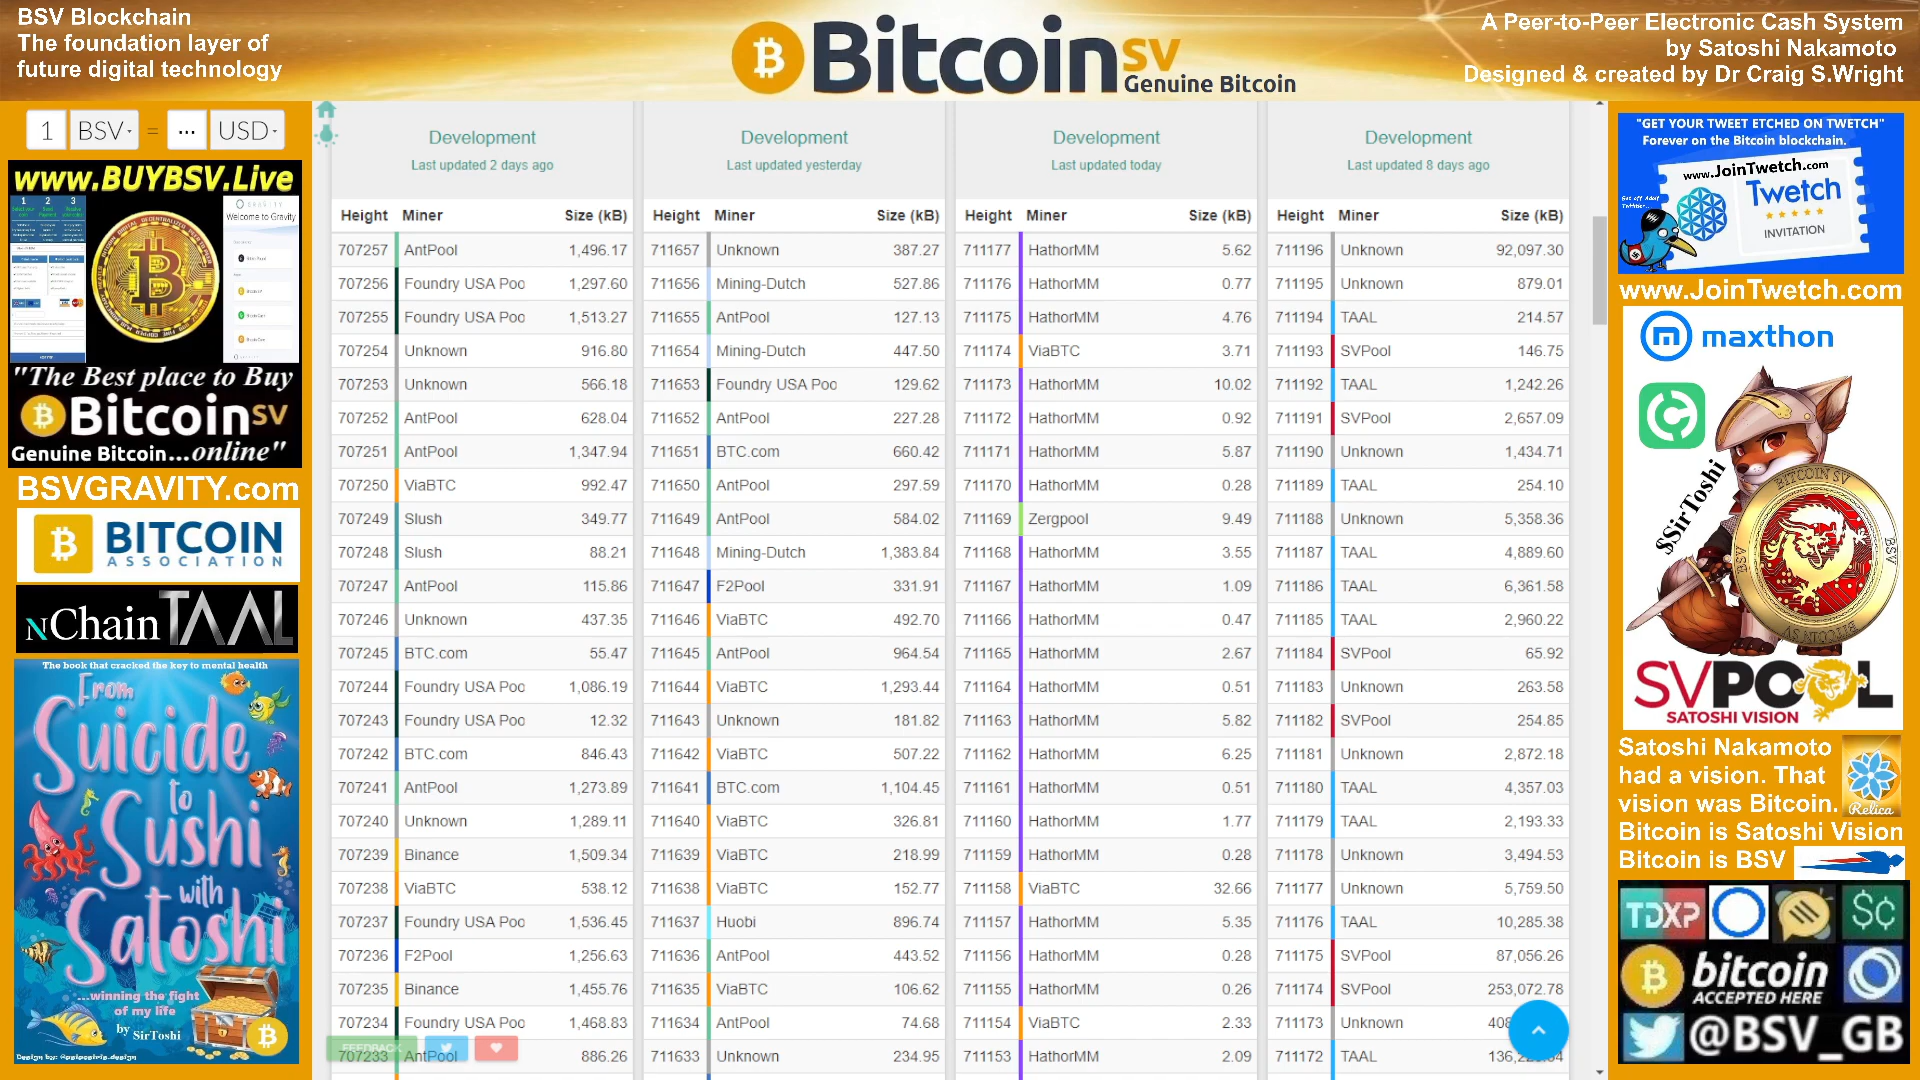 BSV Blockchain
The foundation layer of
future digital technology
Bitcoin SV
Genuine Bitcoin
A Peer-to-Peer Electronic Cash System
by Satoshi Nakamoto
Designed & created by Dr Craig S.Wright
1 BSV = ... USD
www.BUYBSV.Live
1 2 3
Welcome to Gravity
"The Best place to Buy
Bitcoin SV
Genuine Bitcoin...online"
BSVGRAVITY.com
BITCOIN
ASSOCIATION
nChain TAAL
The book that cracked the key to mental health
From
Suicide
to
Sushi
with
Satoshi
...winning the fight
of my life
by SirToshi
Development
Last updated 2 days ago
Height Miner Size (kB)
707257 AntPool 1,496.17
707256 Foundry USA Poo 1,297.60
707255 Foundry USA Poo 1,513.27
707254 Unknown 916.80
707253 Unknown 566.18
707252 AntPool 628.04
707251 AntPool 1,347.94
707250 ViaBTC 992.47
707249 Slush 349.77
707248 Slush 88.21
707247 AntPool 115.86
707246 Unknown 437.35
707245 BTC.com 55.47
707244 Foundry USA Poo 1,086.19
707243 Foundry USA Poo 12.32
707242 BTC.com 846.43
707241 AntPool 1,273.89
707240 Unknown 1,289.11
707239 Binance 1,509.34
707238 ViaBTC 538.12
707237 Foundry USA Poo 1,536.45
707236 F2Pool 1,256.63
707235 Binance 1,455.76
707234 Foundry USA Poo 1,468.83
707233 AntPool 886.26
FEEDBACK
Development
Last updated yesterday
Height Miner Size (kB)
711657 Unknown 387.27
711656 Mining-Dutch 527.86
711655 AntPool 127.13
711654 Mining-Dutch 447.50
711653 Foundry USA Poo 129.62
711652 AntPool 227.28
711651 BTC.com 660.42
711650 AntPool 297.59
711649 AntPool 584.02
711648 Mining-Dutch 1,383.84
711647 F2Pool 331.91
711646 ViaBTC 492.70
711645 AntPool 964.54
711644 ViaBTC 1,293.44
711643 Unknown 181.82
711642 ViaBTC 507.22
711641 BTC.com 1,104.45
711640 ViaBTC 326.81
711639 ViaBTC 218.99
711638 ViaBTC 152.77
711637 Huobi 896.74
711636 AntPool 443.52
711635 ViaBTC 106.62
711634 AntPool 74.68
711633 Unknown 234.95
Development
Last updated today
Height Miner Size (kB)
711177 HathorMM 5.62
711176 HathorMM 0.77
711175 HathorMM 4.76
711174 ViaBTC 3.71
711173 HathorMM 10.02
711172 HathorMM 0.92
711171 HathorMM 5.87
711170 HathorMM 0.28
711169 Zergpool 9.49
711168 HathorMM 3.55
711167 HathorMM 1.09
711166 HathorMM 0.47
711165 HathorMM 2.67
711164 HathorMM 0.51
711163 HathorMM 5.82
711162 HathorMM 6.25
711161 HathorMM 0.51
711160 HathorMM 1.77
711159 HathorMM 0.28
711158 ViaBTC 32.66
711157 HathorMM 5.35
711156 HathorMM 0.28
711155 HathorMM 0.26
711154 ViaBTC 2.33
711153 HathorMM 2.09
Development
Last updated 8 days ago
Height Miner Size (kB)
711196 Unknown 92,097.30
711195 Unknown 879.01
711194 TAAL 214.57
711193 SVPool 146.75
711192 TAAL 1,242.26
711191 SVPool 2,657.09
711190 Unknown 1,434.71
711189 TAAL 254.10
711188 Unknown 5,358.36
711187 TAAL 4,889.60
711186 TAAL 6,361.58
711185 TAAL 2,960.22
711184 SVPool 65.92
711183 Unknown 263.58
711182 SVPool 254.85
711181 Unknown 2,872.18
711180 TAAL 4,357.03
711179 TAAL 2,193.33
711178 Unknown 3,494.53
711177 Unknown 5,759.50
711176 TAAL 10,285.38
711175 SVPool 87,056.26
711174 SVPool 253,072.78
711173 Unknown
711172 TAAL
"GET YOUR TWEET ETCHED ON TWETCH"
Forever on the Bitcoin blockchain.
www.JoinTwetch.com
Twetch
INVITATION
www.JoinTwetch.com
maxthon
$SirToshi
BITCOIN SV
BSV
BSV
BITCOIN SV
SVPOOL
SATOSHI VISION
Satoshi Nakamoto
had a vision. That
vision was Bitcoin.
Relica
Bitcoin is Satoshi Vision
Bitcoin is BSV
TDXP
$¢
bitcoin
ACCEPTED HERE
@BSV_GB